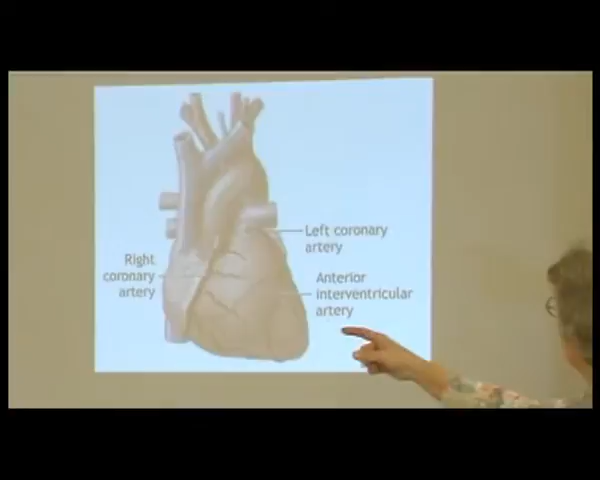 Left coronary
artery
Right
coronary
artery
Anterior
interventricular
artery